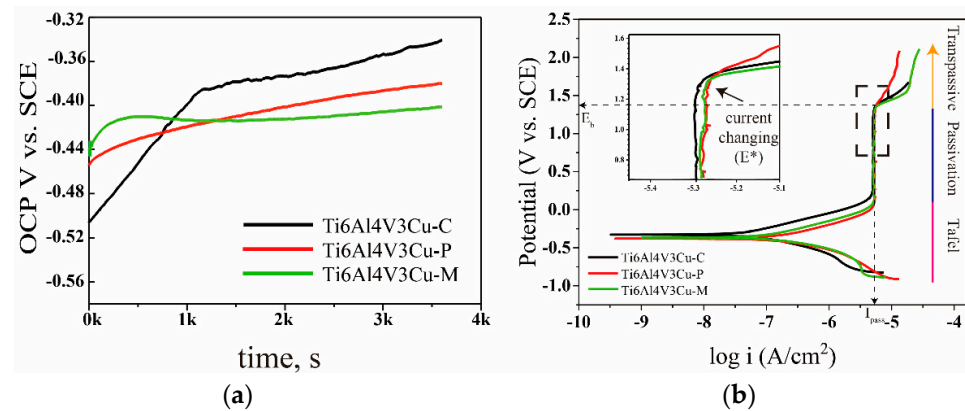 OCP V vs. SCE
-0.32
-0.36
-0.40
-0.44
-0.48
-0.52
-0.56
Ti6Al4V3Cu-C
Ti6Al4V3Cu-P
Ti6Al4V3Cu-M
0k 1k 2k 3k 4k
time, s
(a)
Potential (V vs. SCE)
2.5
2.0
1.5
1.0
0.5
0.0
-0.5
-1.0
1.6
1.4
1.2
1.0
0.8
-5.4 -5.3 -5.2 -5.1
current
changing
(E*)
E_b
I_pass
Ti6Al4V3Cu-C
Ti6Al4V3Cu-P
Ti6Al4V3Cu-M
Transpassive
Passivation
Tafel
-10 -9 -8 -7 -6 -5 -4
log i (A/cm²)
(b)